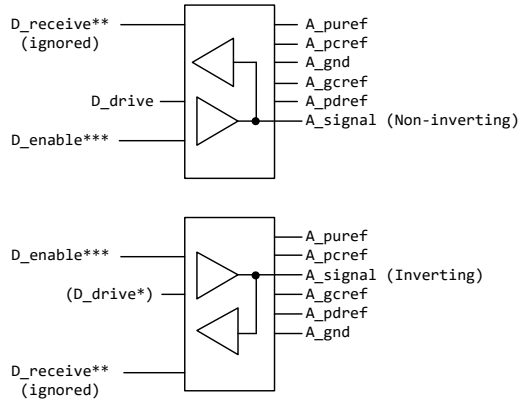 D_receive**
(ignored)
D_drive
D_enable***
A_puref
A_pcref
A_gnd
A_gcref
A_pdref
A_signal (Non-inverting)
D_enable***
(D_drive*)
D_receive**
(ignored)
A_puref
A_pcref
A_signal (Inverting)
A_gcref
A_pdref
A_gnd